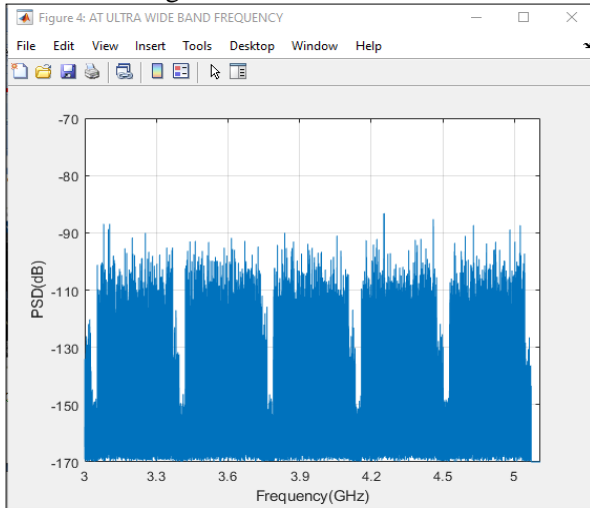 Figure 4: AT ULTRA WIDE BAND FREQUENCY
File Edit View Insert Tools Desktop Window Help
-70
-80
-90
-110
-130
-150
-170
PSD(dB)
3 3.3 3.6 3.9 4.2 4.5 5
Frequency(GHz)